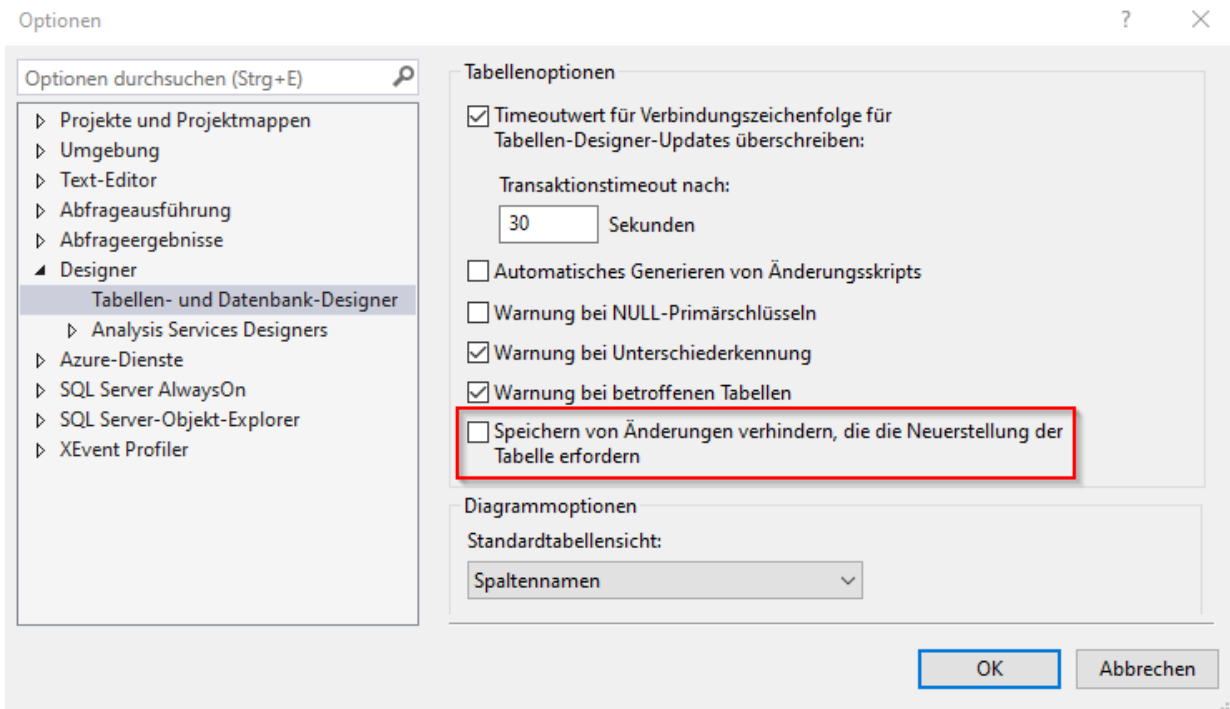 Optionen
Optionen durchsuchen (Strg+E)
Projekte und Projektmappen
Umgebung
Text-Editor
Abfrageausführung
Abfrageergebnisse
Designer
Tabellen- und Datenbank-Designer
Analysis Services Designers
Azure-Dienste
SQL Server AlwaysOn
SQL Server-Objekt-Explorer
XEvent Profiler
Tabellenoptionen
Timeoutwert für Verbindungszeichenfolge für
Tabellen-Designer-Updates überschreiben:
Transaktionstimeout nach:
30 Sekunden
Automatisches Generieren von Änderungsskripts
Warnung bei NULL-Primärschlüsseln
Warnung bei Unterschiederkennung
Warnung bei betroffenen Tabellen
Speichern von Änderungen verhindern, die die Neuerstellung der
Tabelle erfordern
Diagrammoptionen
Standardtabellensicht:
Spaltennamen
OK Abbrechen